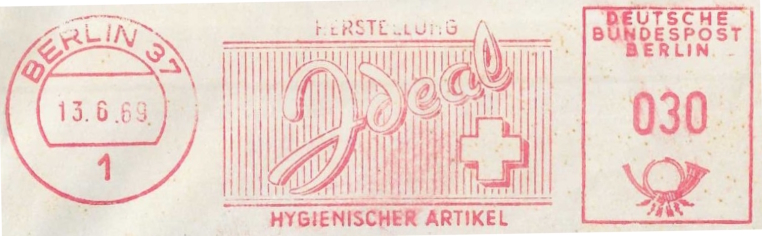 BERLIN 37
13.6.69.
1
HERSTELLUNG
Ideal
HYGIENISCHER ARTIKEL
DEUTSCHE
BUNDESPOST
BERLIN
030